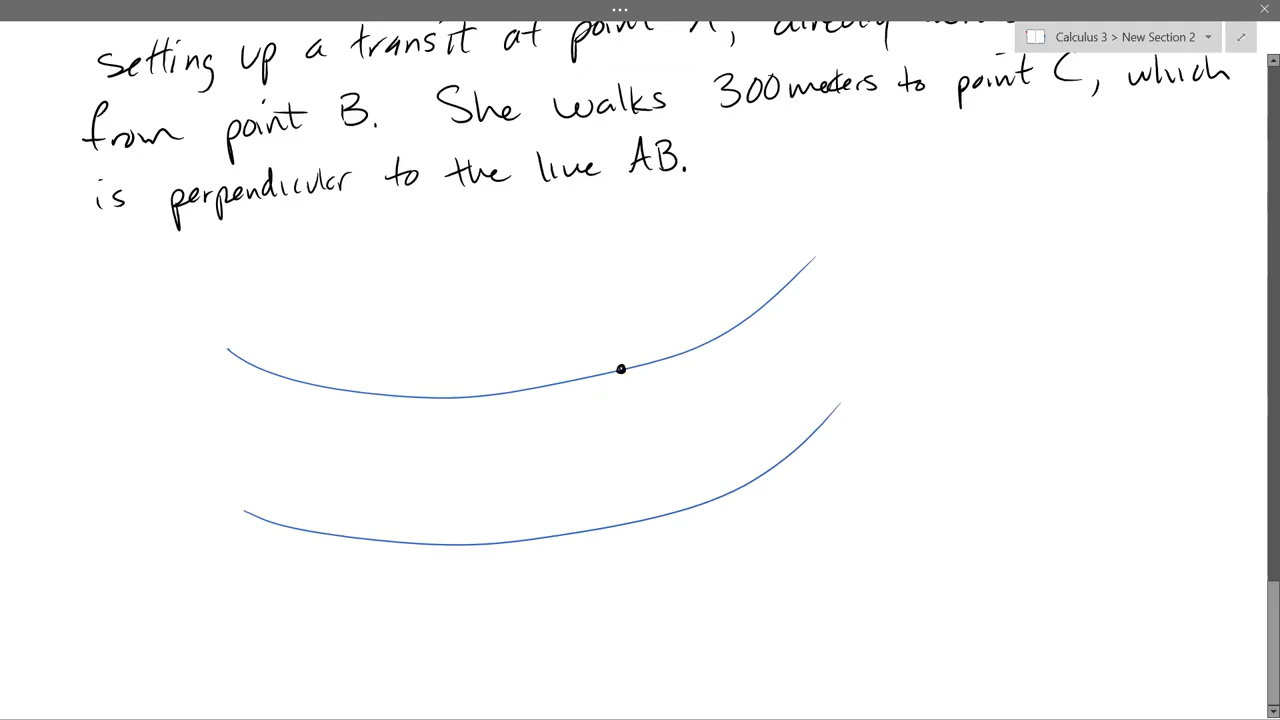 Calculus 3 > New Section 2
setting up a transit at point A, already
from point B. She walks 300 meters to point C, which
is perpendicular to the line AB.